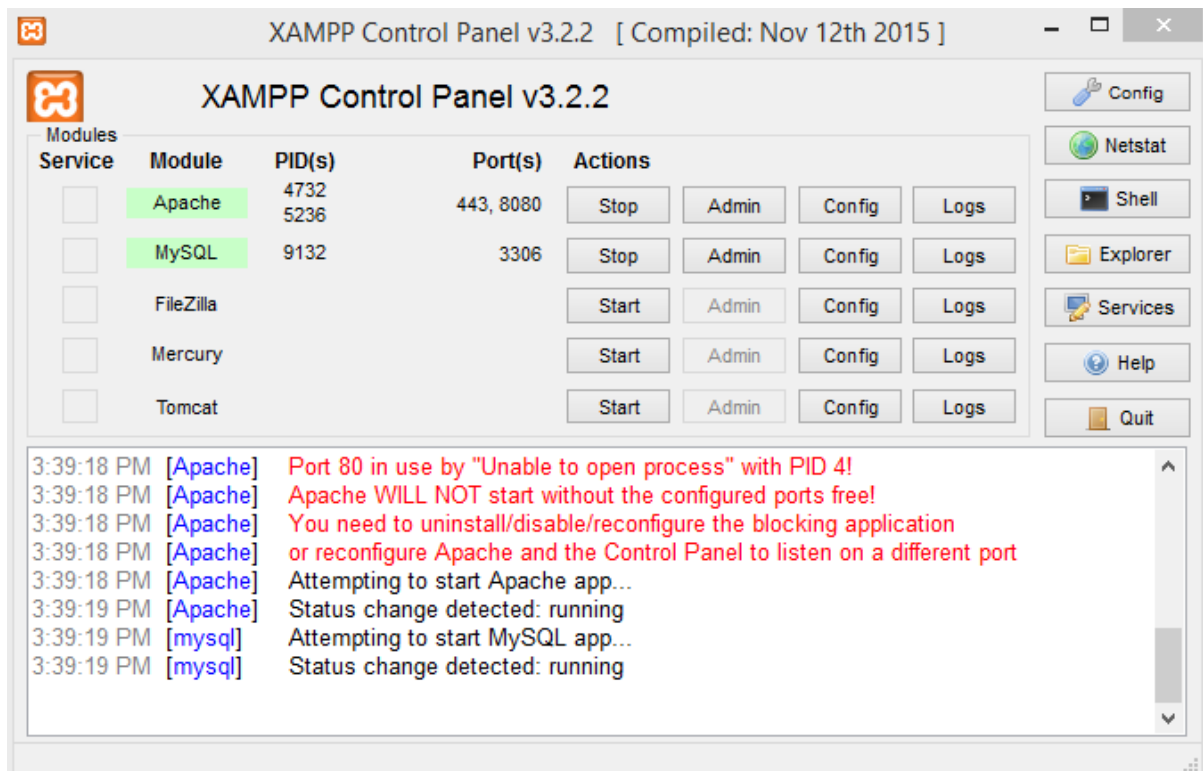 XAMPP Control Panel v3.2.2 [ Compiled: Nov 12th 2015 ]
XAMPP Control Panel v3.2.2
Config
Modules
Netstat
Service Module PID(s) Port(s) Actions
Apache 4732 5236 443, 8080 Stop Admin Config Logs
Shell
MySQL 9132 3306 Stop Admin Config Logs
Explorer
FileZilla Start Admin Config Logs
Services
Mercury Start Admin Config Logs
Help
Tomcat Start Admin Config Logs
Quit
3:39:18 PM [Apache] Port 80 in use by "Unable to open process" with PID 4!
3:39:18 PM [Apache] Apache WILL NOT start without the configured ports free!
3:39:18 PM [Apache] You need to uninstall/disable/reconfigure the blocking application
3:39:18 PM [Apache] or reconfigure Apache and the Control Panel to listen on a different port
3:39:18 PM [Apache] Attempting to start Apache app...
3:39:19 PM [Apache] Status change detected: running
3:39:19 PM [mysql] Attempting to start MySQL app...
3:39:19 PM [mysql] Status change detected: running